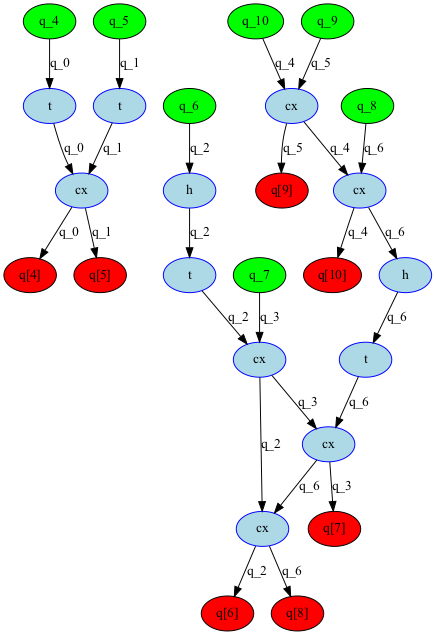 q_4 q_5 q_10 q_9
q_0 q_1 q_4 q_5
t t q_6 cx q_8
q_0 q_1 q_2 q_5 q_4 q_6
cx h q[9] cx
q_0 q_1 q_2 q_4 q_6
q[4] q[5] t q_7 q[10] h
q_2 q_3 q_6
cx t
q_3 q_6
q_2 cx
q_6 q_3
cx q[7]
q_2 q_6
q[6] q[8]